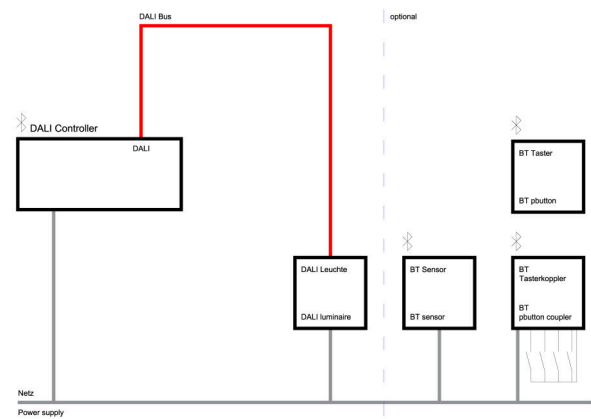 DALI Bus
optional
DALI Controller
DALI
BT Taster
BT pbutton
DALI Leuchte
DALI luminaire
BT Sensor
BT sensor
BT
Tasterkoppler
BT
pbutton coupler
Netz
Power supply